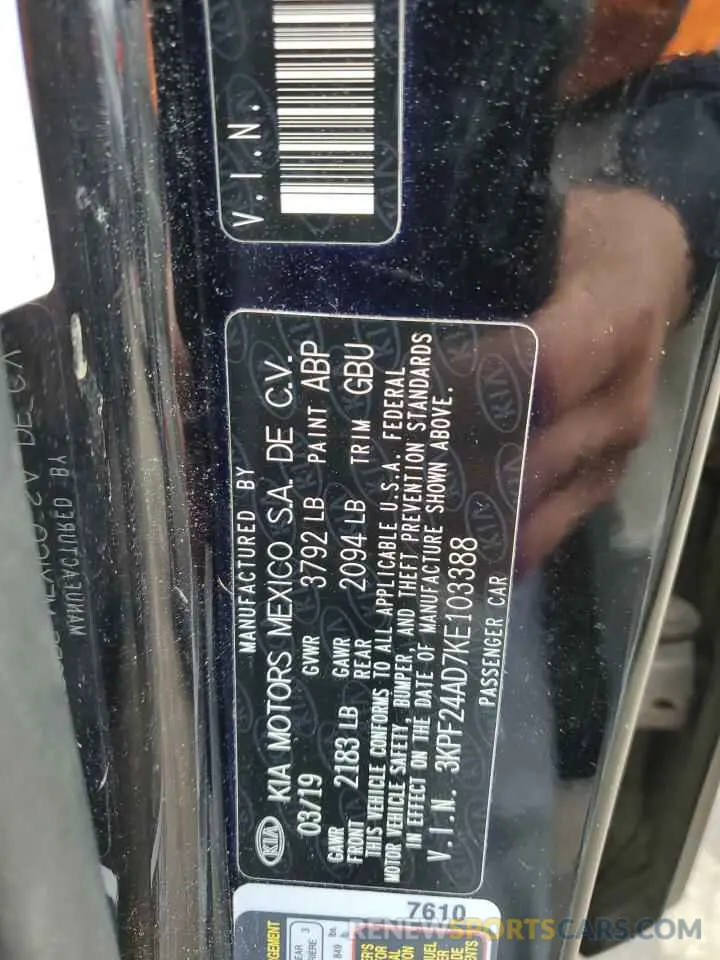 V.I.N.
MANUFACTURED BY
KIA KIA MOTORS MEXICO S.A. DE C.V.
03/19 GVWR 3792 LB PAINT ABP
GAWR FRONT 2183 LB GAWR REAR 2094 LB TRIM GBU
THIS VEHICLE CONFORMS TO ALL APPLICABLE U.S.A. FEDERAL
MOTOR VEHICLE SAFETY, BUMPER, AND THEFT PREVENTION STANDARDS
IN EFFECT ON THE DATE OF MANUFACTURE SHOWN ABOVE.
V.I.N. 3KPF24AD7KE103388
PASSENGER CAR
7610
849
RENEWSPORTSCARS.COM